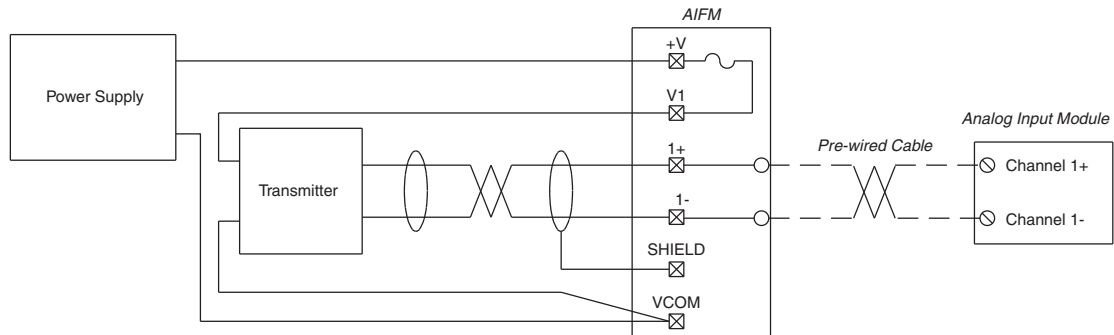 AIFM
+V
Power Supply
V1
Analog Input Module
1+
Pre-wired Cable
Channel 1+
Transmitter
1-
Channel 1-
SHIELD
VCOM